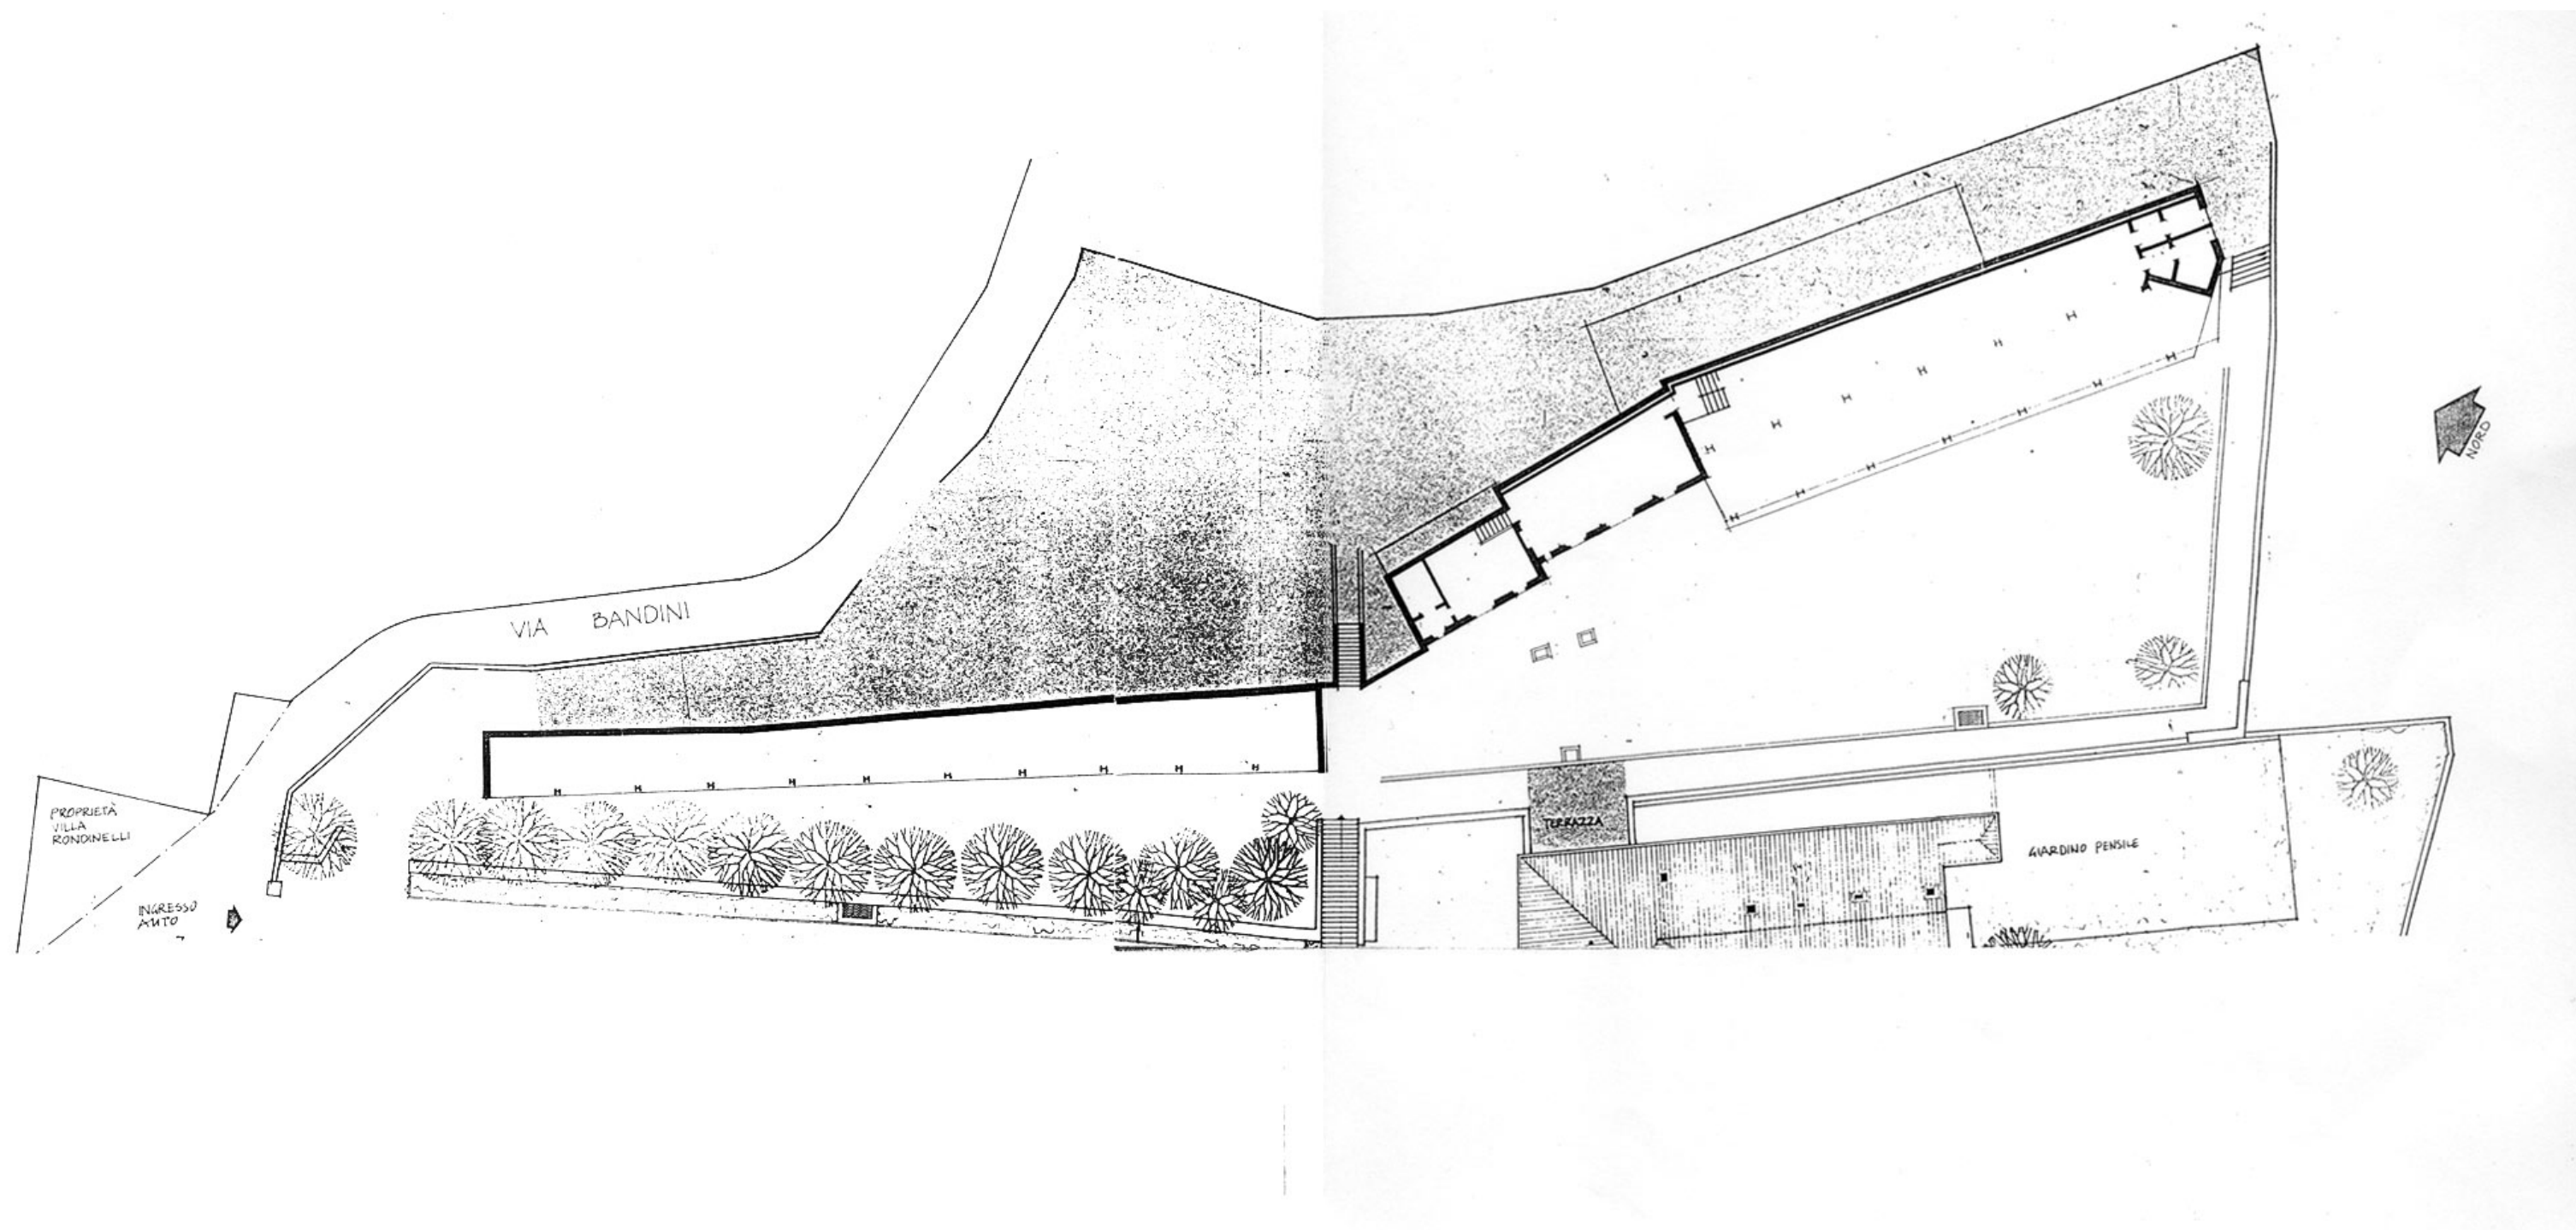 VIA BANDINI
PROPRIETÀ
VILLA
RONDINELLI
INGRESSO
AUTO
TERRAZZA
GIARDINO PENSILE
NORD